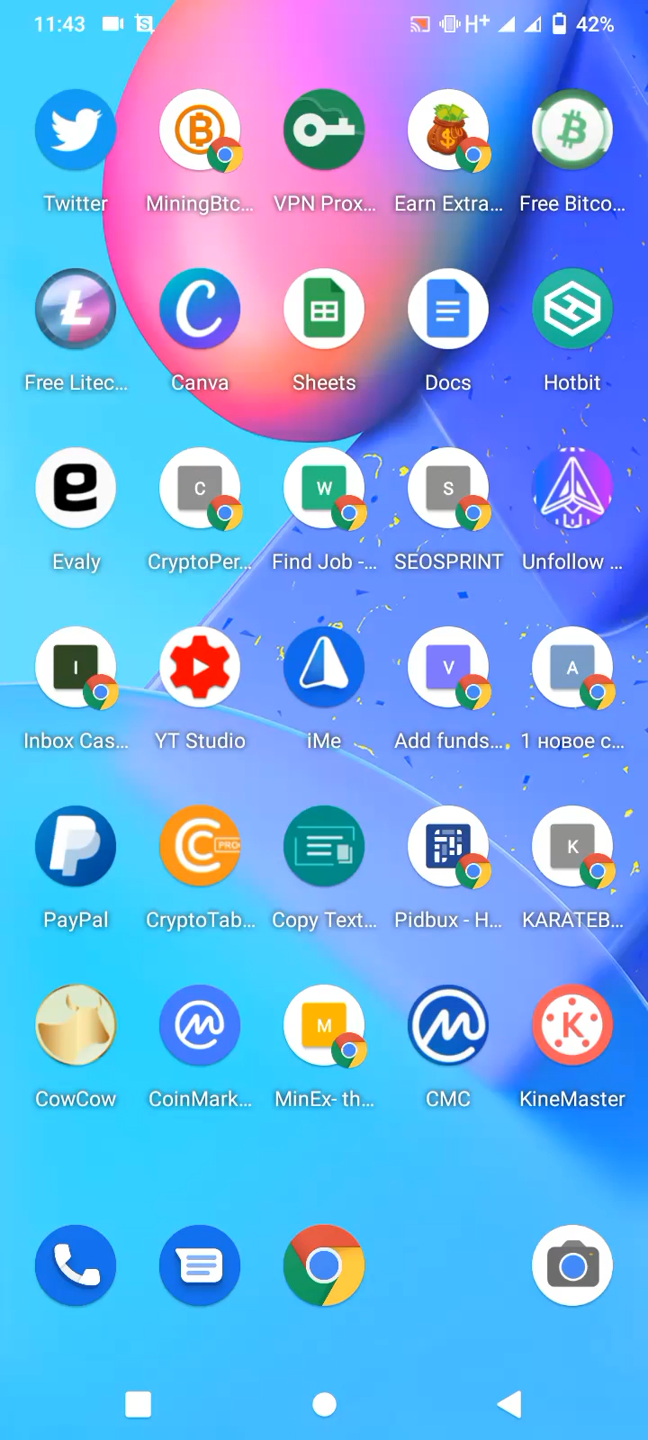 11:43 H+ 42%
Twitter MiningBtc... VPN Prox... Earn Extra... Free Bitco...
Free Litec... Canva Sheets Docs Hotbit
C W S
Evaly CryptoPer... Find Job -... SEOSPRINT Unfollow ...
I V A
Inbox Cas... YT Studio iMe Add funds... 1 новое с...
PRO K
PayPal CryptoTab... Copy Text... Pidbux - H... KARATEB...
M K
CowCow CoinMark... MinEx- th... CMC KineMaster